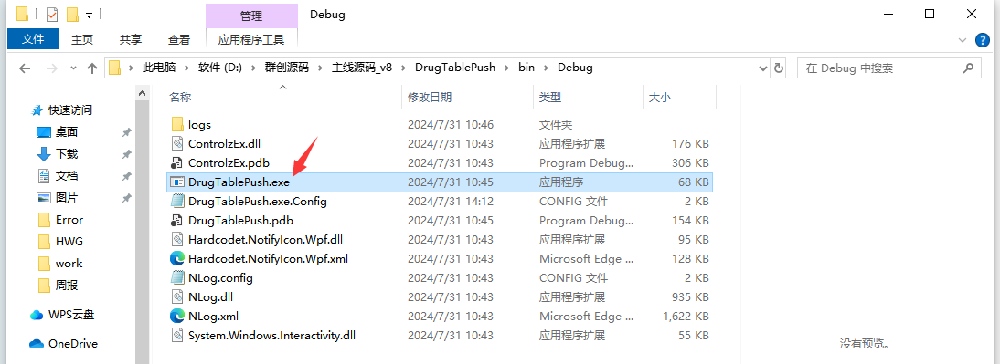 管理
Debug
文件
主页
共享
查看
应用程序工具
此电脑 › 软件 (D:) › 群创源码 › 主线源码_v8 › DrugTablePush › bin › Debug
在 Debug 中搜索
快速访问
桌面
下载
文档
图片
Error
HWG
work
周报
WPS云盘
OneDrive
名称 修改日期 类型 大小
logs 2024/7/31 10:46 文件夹
ControlzEx.dll 2024/7/31 10:43 应用程序扩展 176 KB
ControlzEx.pdb 2024/7/31 10:43 Program Debug... 306 KB
DrugTablePush.exe 2024/7/31 10:45 应用程序 68 KB
DrugTablePush.exe.Config 2024/7/31 14:12 CONFIG 文件 2 KB
DrugTablePush.pdb 2024/7/31 10:45 Program Debug... 154 KB
Hardcodet.NotifyIcon.Wpf.dll 2024/7/31 10:43 应用程序扩展 95 KB
Hardcodet.NotifyIcon.Wpf.xml 2024/7/31 10:43 Microsoft Edge ... 128 KB
NLog.config 2024/7/31 10:43 CONFIG 文件 2 KB
NLog.dll 2024/7/31 10:43 应用程序扩展 935 KB
NLog.xml 2024/7/31 10:43 Microsoft Edge ... 1,622 KB
System.Windows.Interactivity.dll 2024/7/31 10:43 应用程序扩展 55 KB
没有预览。